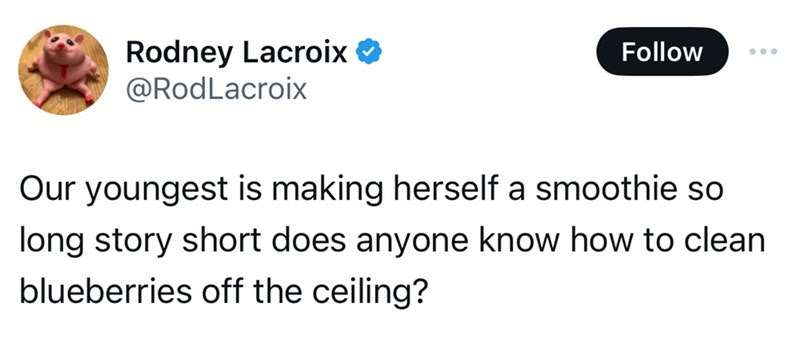 Rodney Lacroix
Follow
@RodLacroix
Our youngest is making herself a smoothie so
long story short does anyone know how to clean
blueberries off the ceiling?